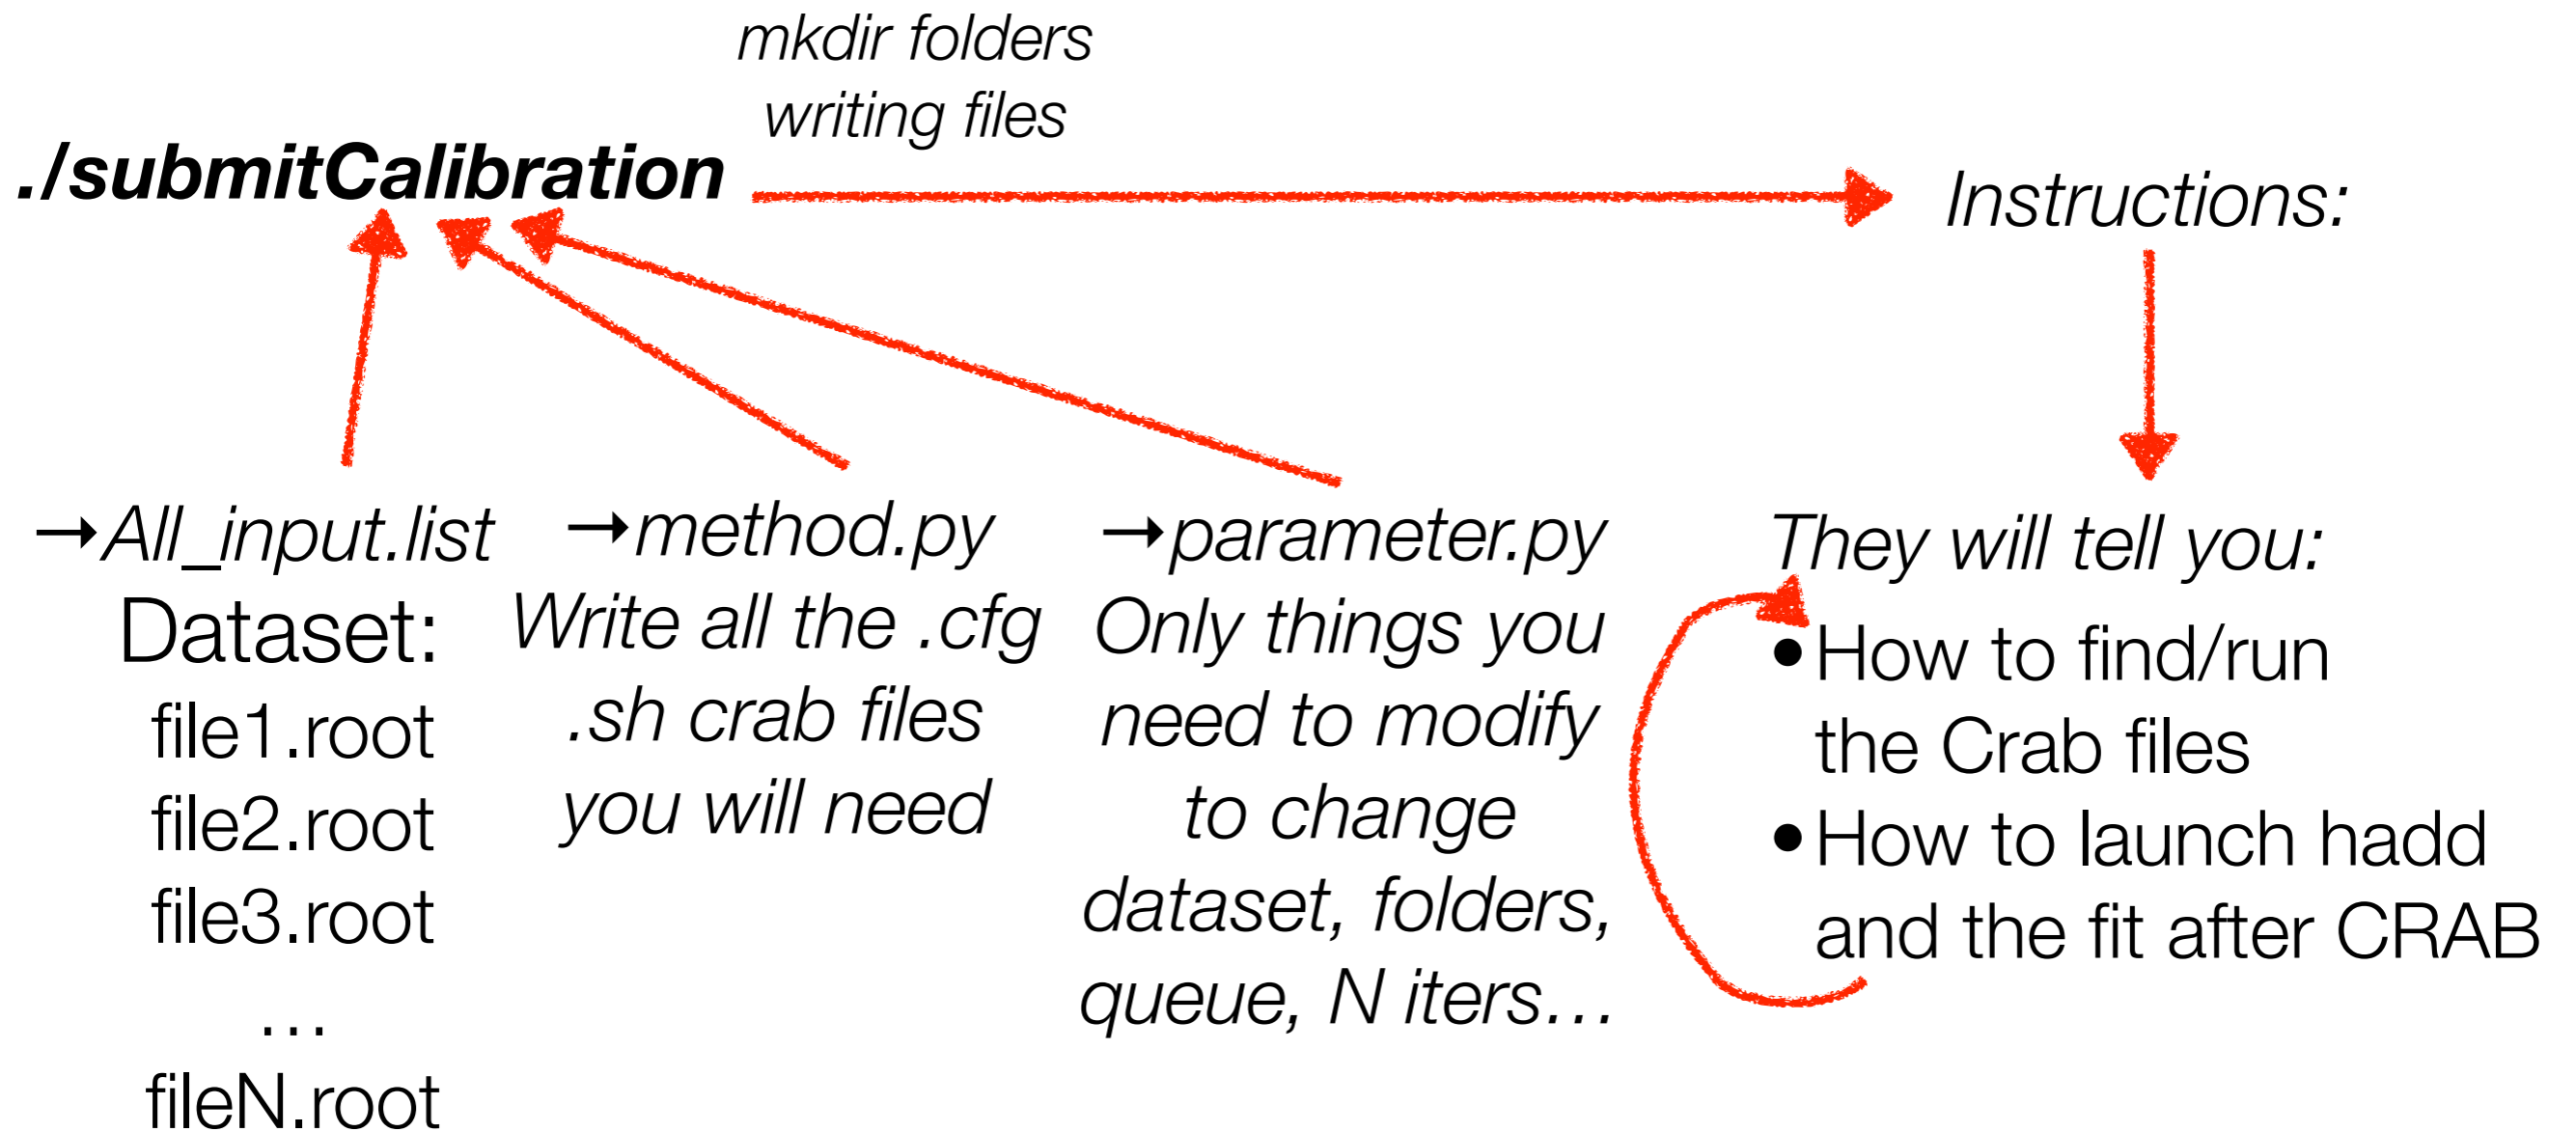 mkdir folders
writing files
./submitCalibration
Instructions:
→All_input.list
Dataset:
file1.root
file2.root
file3.root
...
fileN.root
→method.py
Write all the .cfg
.sh crab files
you will need
→parameter.py
Only things you
need to modify
to change
dataset, folders,
queue, N iters...
They will tell you:
•How to find/run
the Crab files
•How to launch hadd
and the fit after CRAB